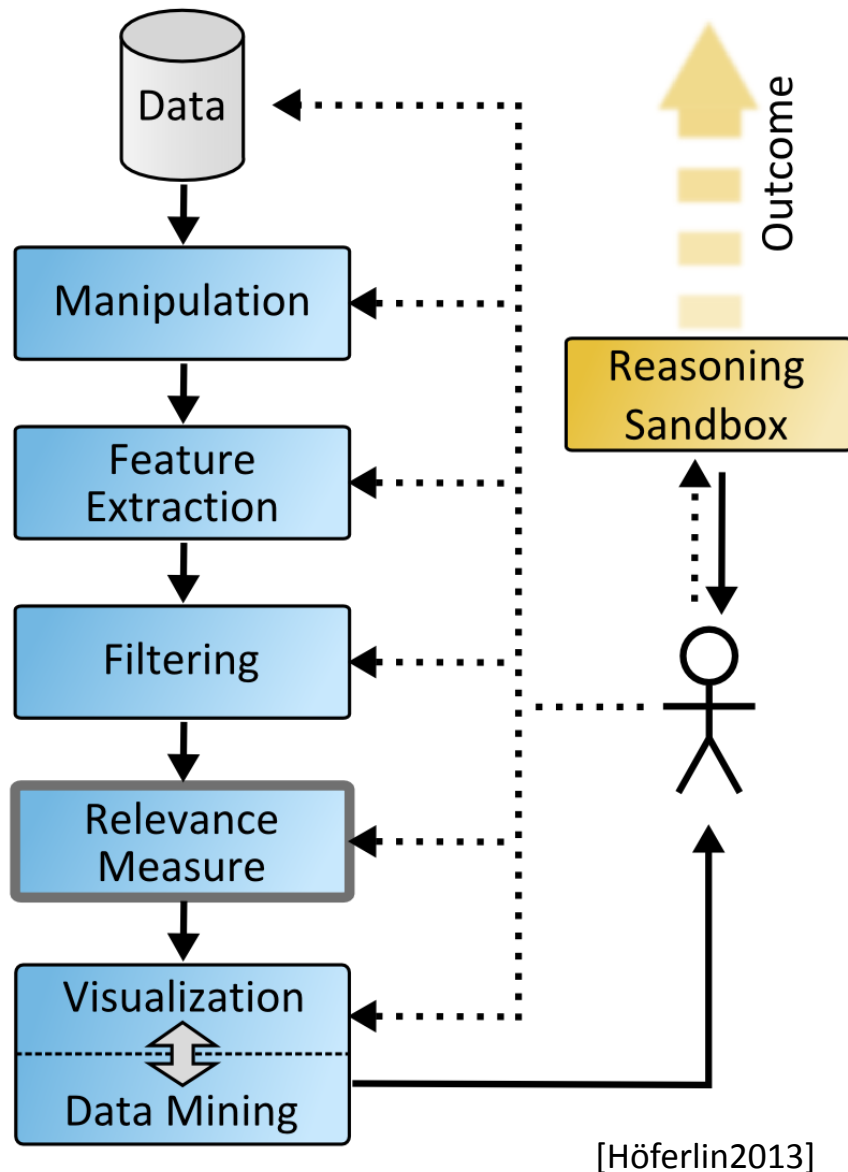 Data
Manipulation
Feature
Extraction
Filtering
Relevance
Measure
Visualization
Data Mining
Outcome
Reasoning
Sandbox
[Höferlin2013]